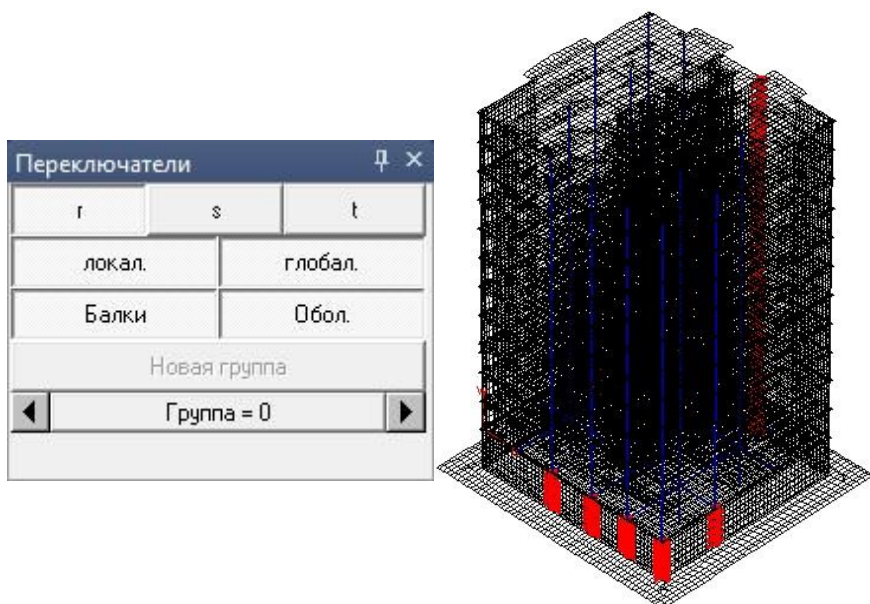 Переключатели
r s t
локал. глобал.
Балки Обол.
Новая группа
Группа = 0